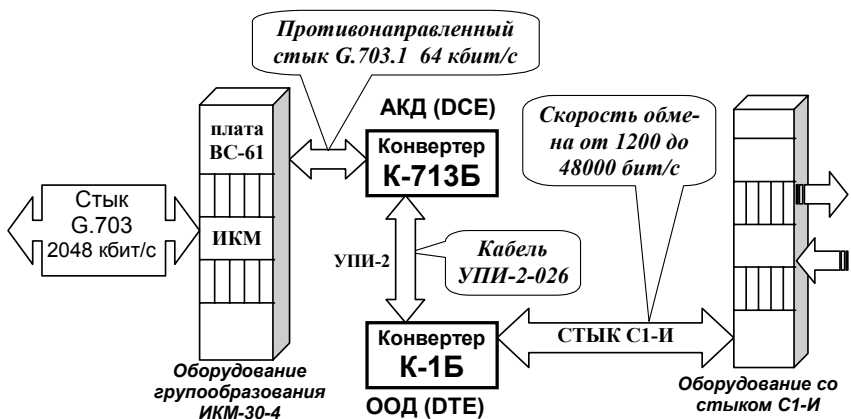 Противонаправленный
стык G.703.1 64 кбит/с
АКД (DCE)
Скорость обме-
на от 1200 до
48000 бит/с
плата
ВС-61
Конвертер
К-713Б
Стык
G.703
2048 кбит/с
ИКМ
УПИ-2
Кабель
УПИ-2-026
Конвертер
К-1Б
СТЫК С1-И
Оборудование
групообразования
ИКМ-30-4
ООД (DTE)
Оборудование со
стыком С1-И